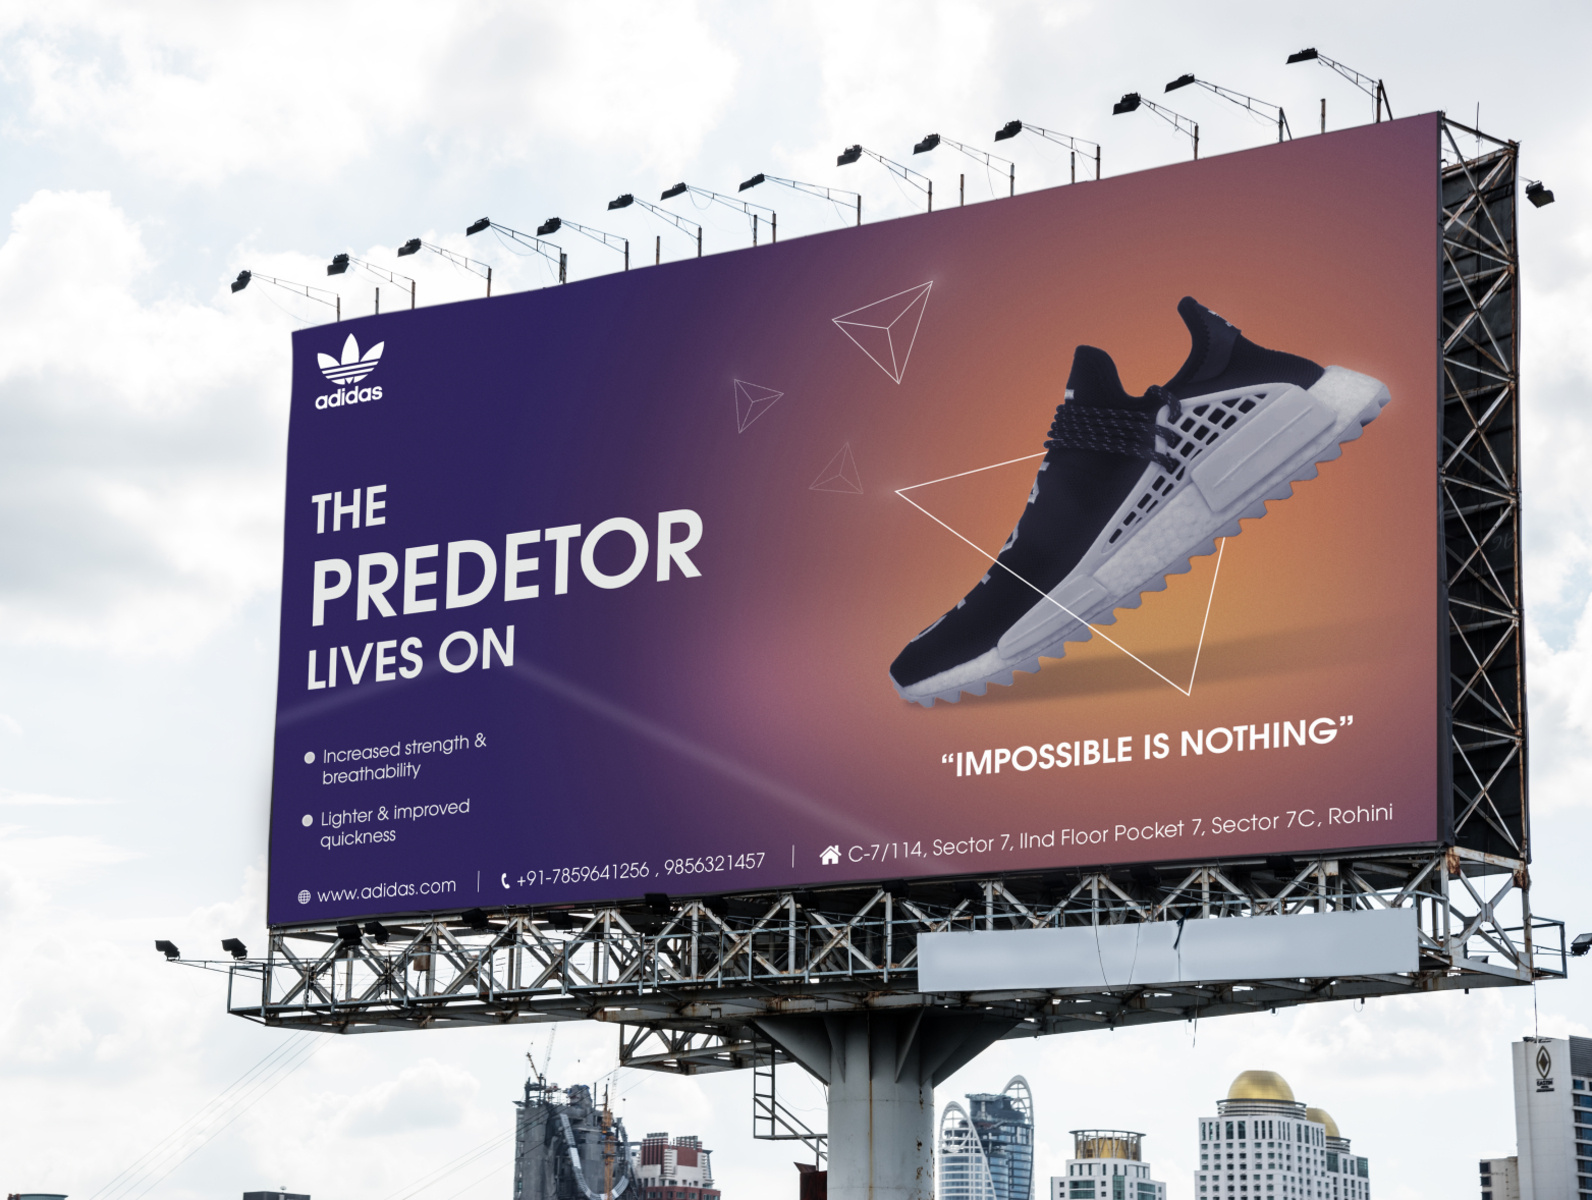 adidas
THE
PREDETOR
LIVES ON
Increased strength &
breathability
Lighter & improved
quickness
"IMPOSSIBLE IS NOTHING"
www.adidas.com
+91-7859641256 , 9856321457
C-7/114, Sector 7, IInd Floor Pocket 7, Sector 7C, Rohini